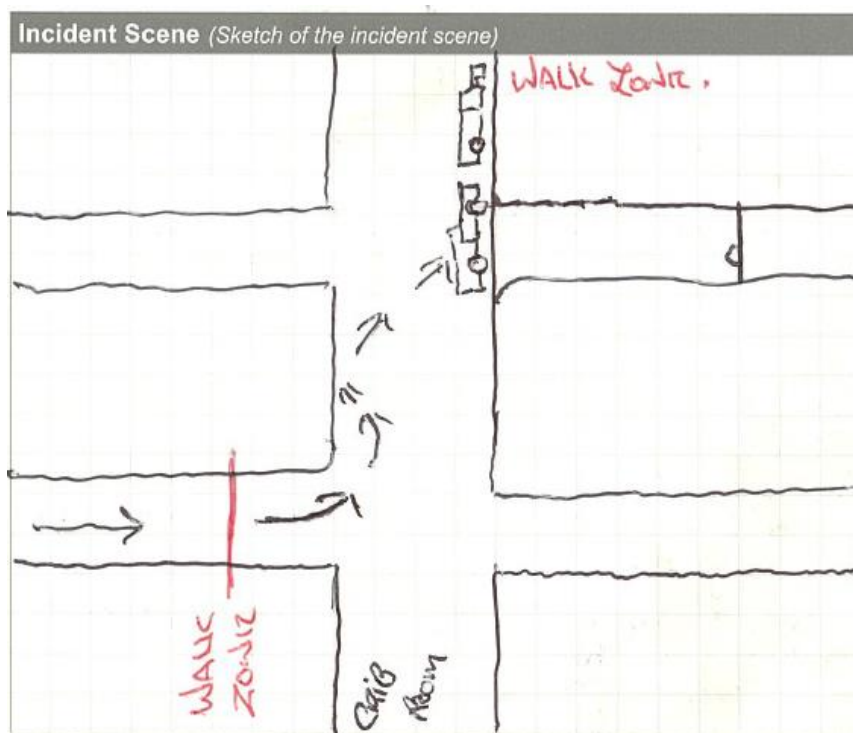 Incident Scene (Sketch of the incident scene)
WALK ZONE.
WALK
ZONE
CRIB
ROOM